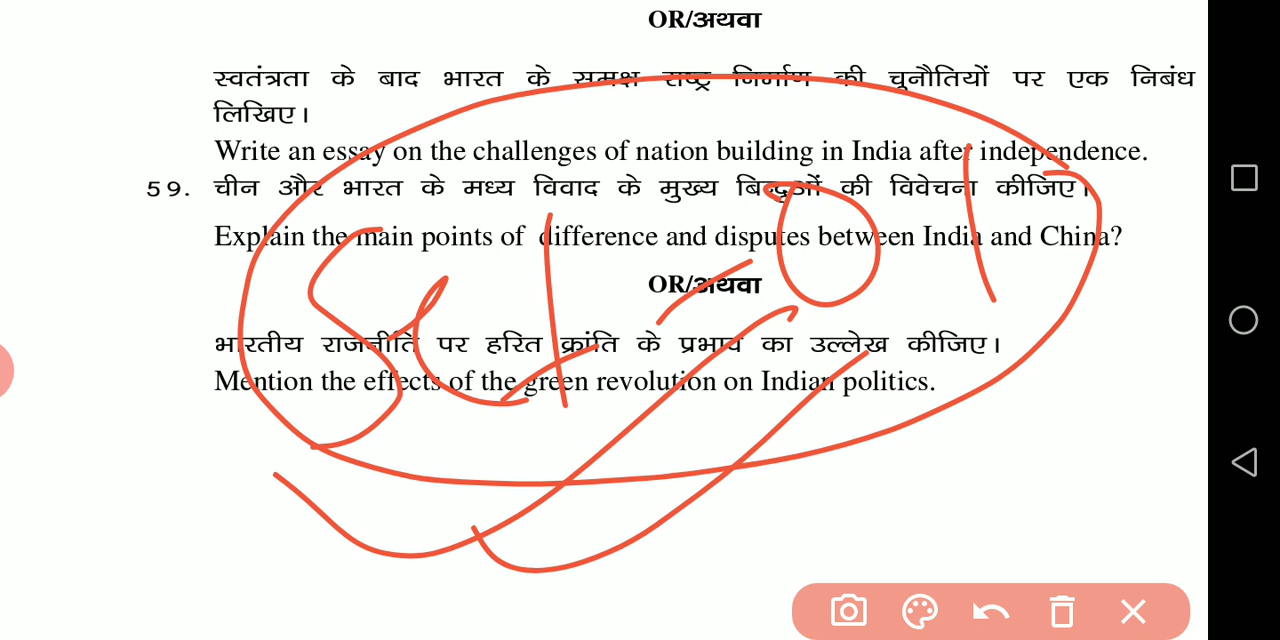 OR/अथवा
स्वतंत्रता के बाद भारत के समक्ष राष्ट्र निर्माण की चुनौतियों पर एक निबंध
लिखिए।
Write an essay on the challenges of nation building in India after independence.
59. चीन और भारत के मध्य विवाद के मुख्य बिन्दुओं की विवेचना कीजिए।
Explain the main points of difference and disputes between India and China?
OR/अथवा
भारतीय राजनीति पर हरित क्रांति के प्रभाव का उल्लेख कीजिए।
Mention the effects of the green revolution on Indian politics.
Set-01